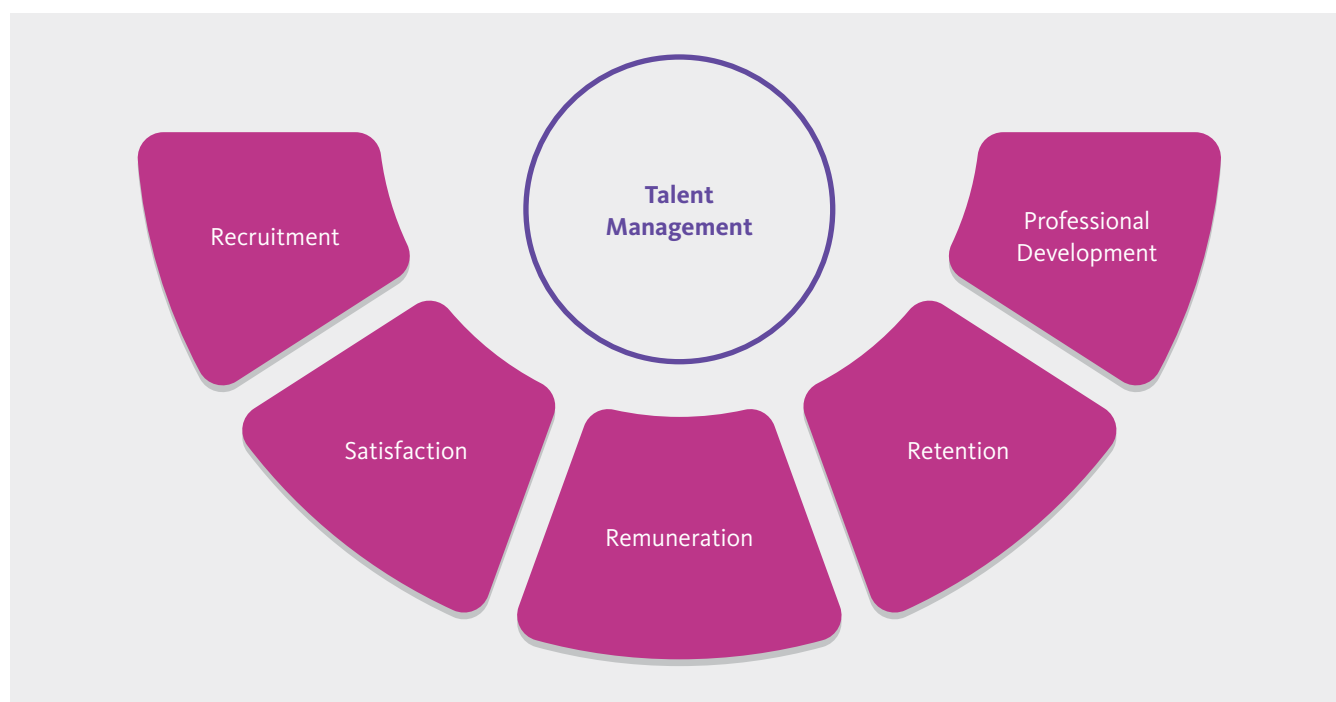 Talent
Management
Recruitment
Satisfaction
Remuneration
Retention
Professional
Development